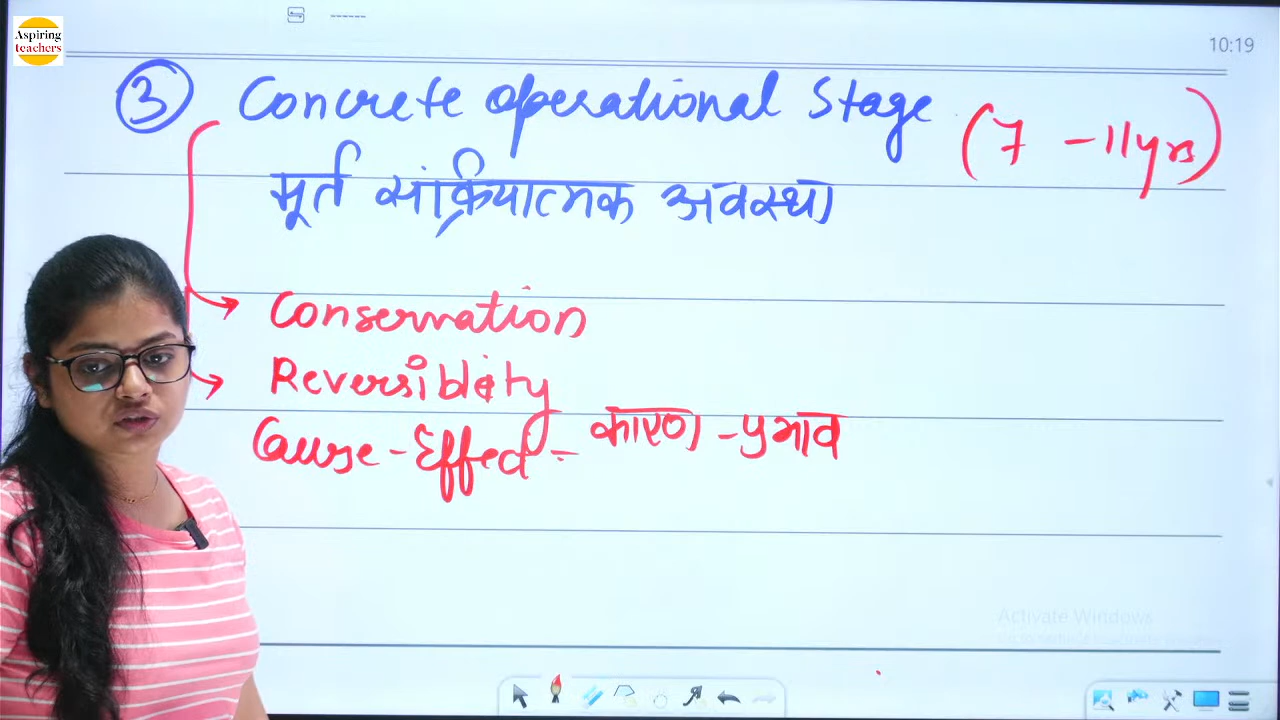 Aspiring
teachers
10:19
③ Concrete operational Stage (7 - 11yrs)
मूर्त संक्रियात्मक अवस्था
Conservation
Reversiblity
Cause - Effect - कारण - प्रभाव
Activate Windows